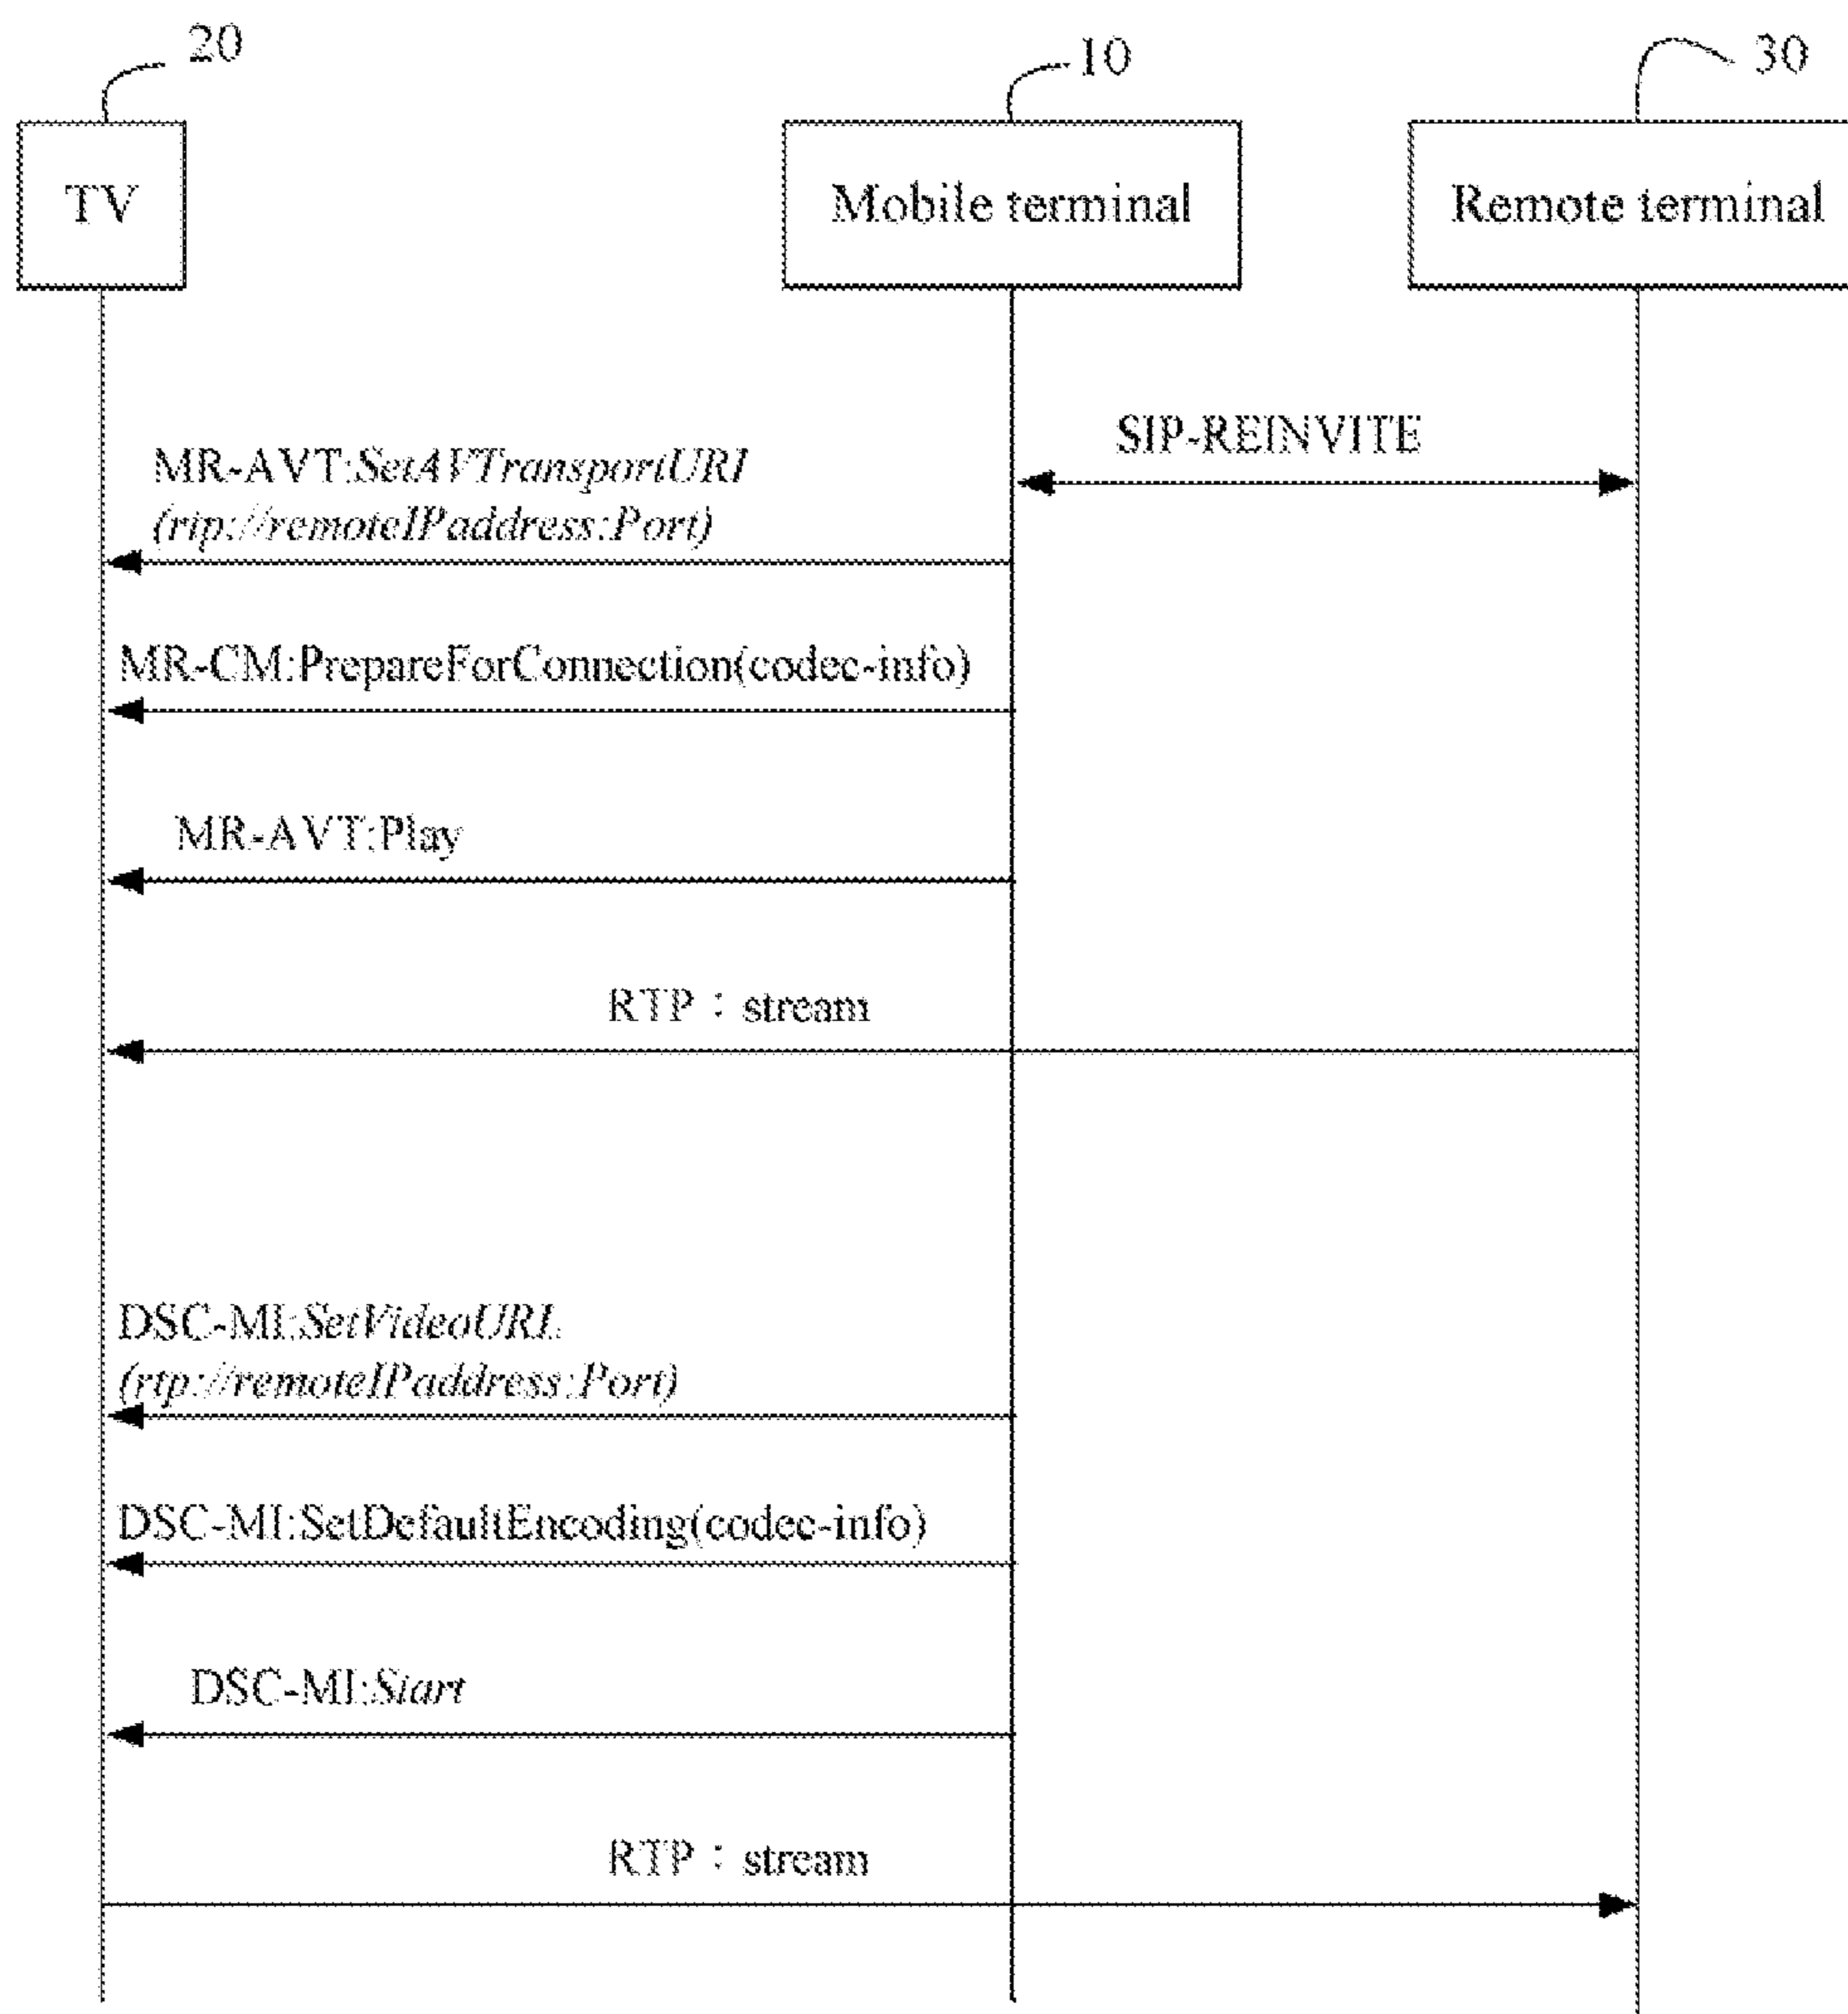 20
10
30
TV
Mobile terminal
Remote terminal
SIP-REINVITE
MR-AVT:SetAVTransportURI
(rtp://remoteIPaddress:Port)
MR-CM:PrepareForConnection(codec-info)
MR-AVT:Play
RTP：stream
DSC-MI:SetVideoURL
(rtp://remoteIPaddress:Port)
DSC-MI:SetDefaultEncoding(codec-info)
DSC-MI:Start
RTP：stream